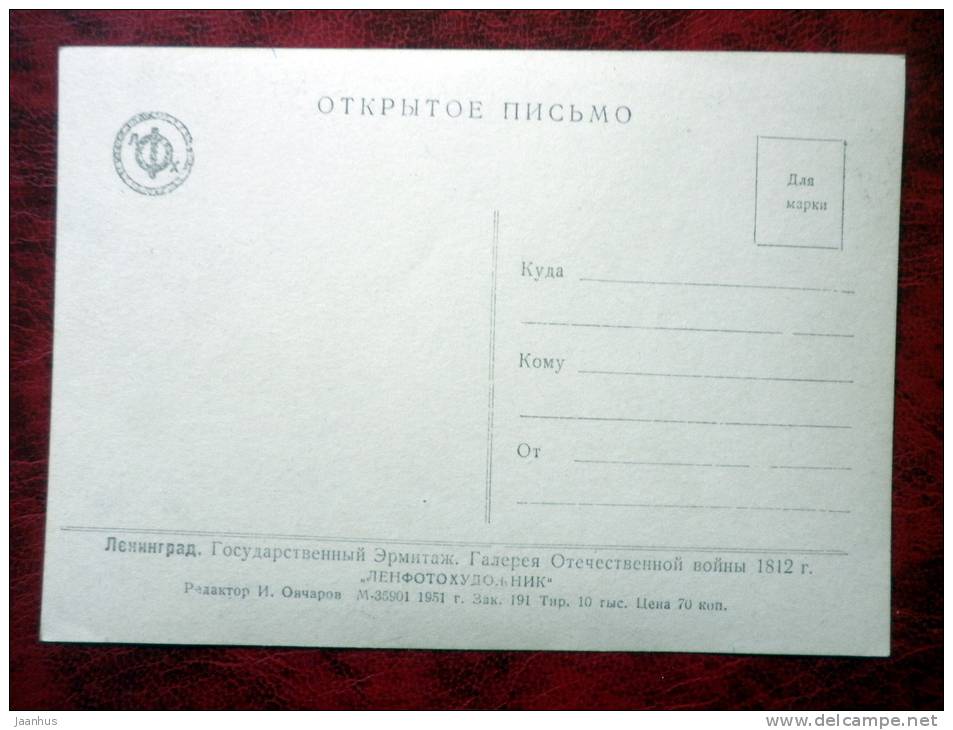 ОТКРЫТОЕ ПИСЬМО
Л Ф Х
Для
марки
Куда
Кому
От
Ленинград. Государственный Эрмитаж. Галерея Отечественной войны 1812 г.
„ЛЕНФОТОХУДОЖНИК"
Редактор И. Овчаров М-35901 1951 г. Зак. 191 Тир. 10 тыс. Цена 70 коп.
Jaanhus
www.delcampe.net